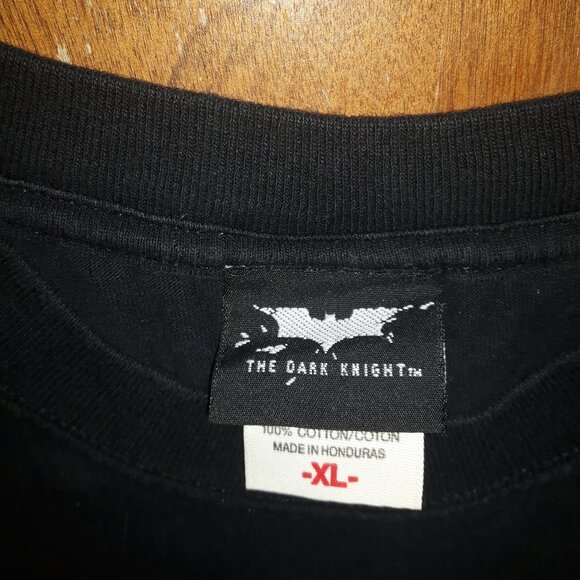 THE DARK KNIGHT™
100% COTTON/COTON
MADE IN HONDURAS
-XL-